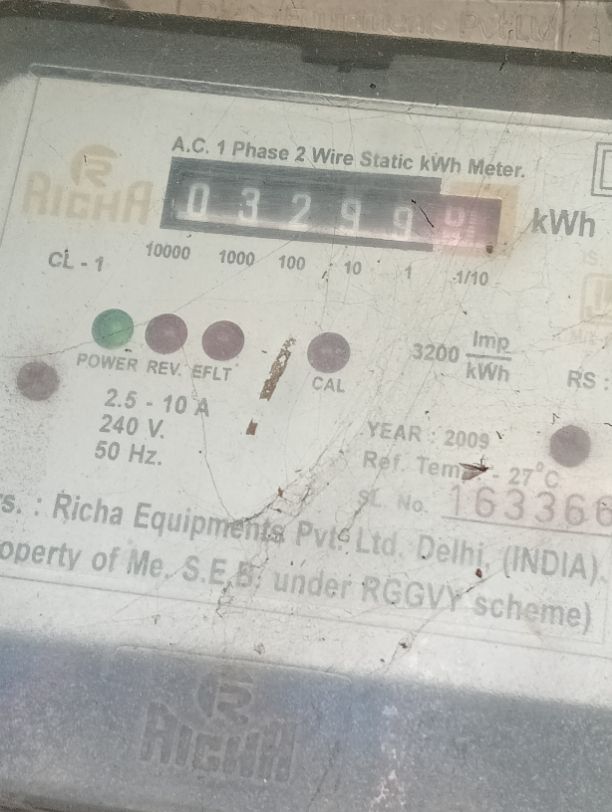 A.C. 1 Phase 2 Wire Static kWh Meter.
RICHA
0 3 2 9 9
kWh
CL - 1
10000 1000 100 10 1 1/10
POWER REV. EFLT
CAL
3200 Imp/kWh
RS :
2.5 - 10 A
240 V.
50 Hz.
YEAR : 2009
Ref. Temp. - 27°C
SL. No. 163366
rs. : Richa Equipments Pvt. Ltd. Delhi, (INDIA).
operty of Me. S.E.B. under RGGVY scheme)
RICHA